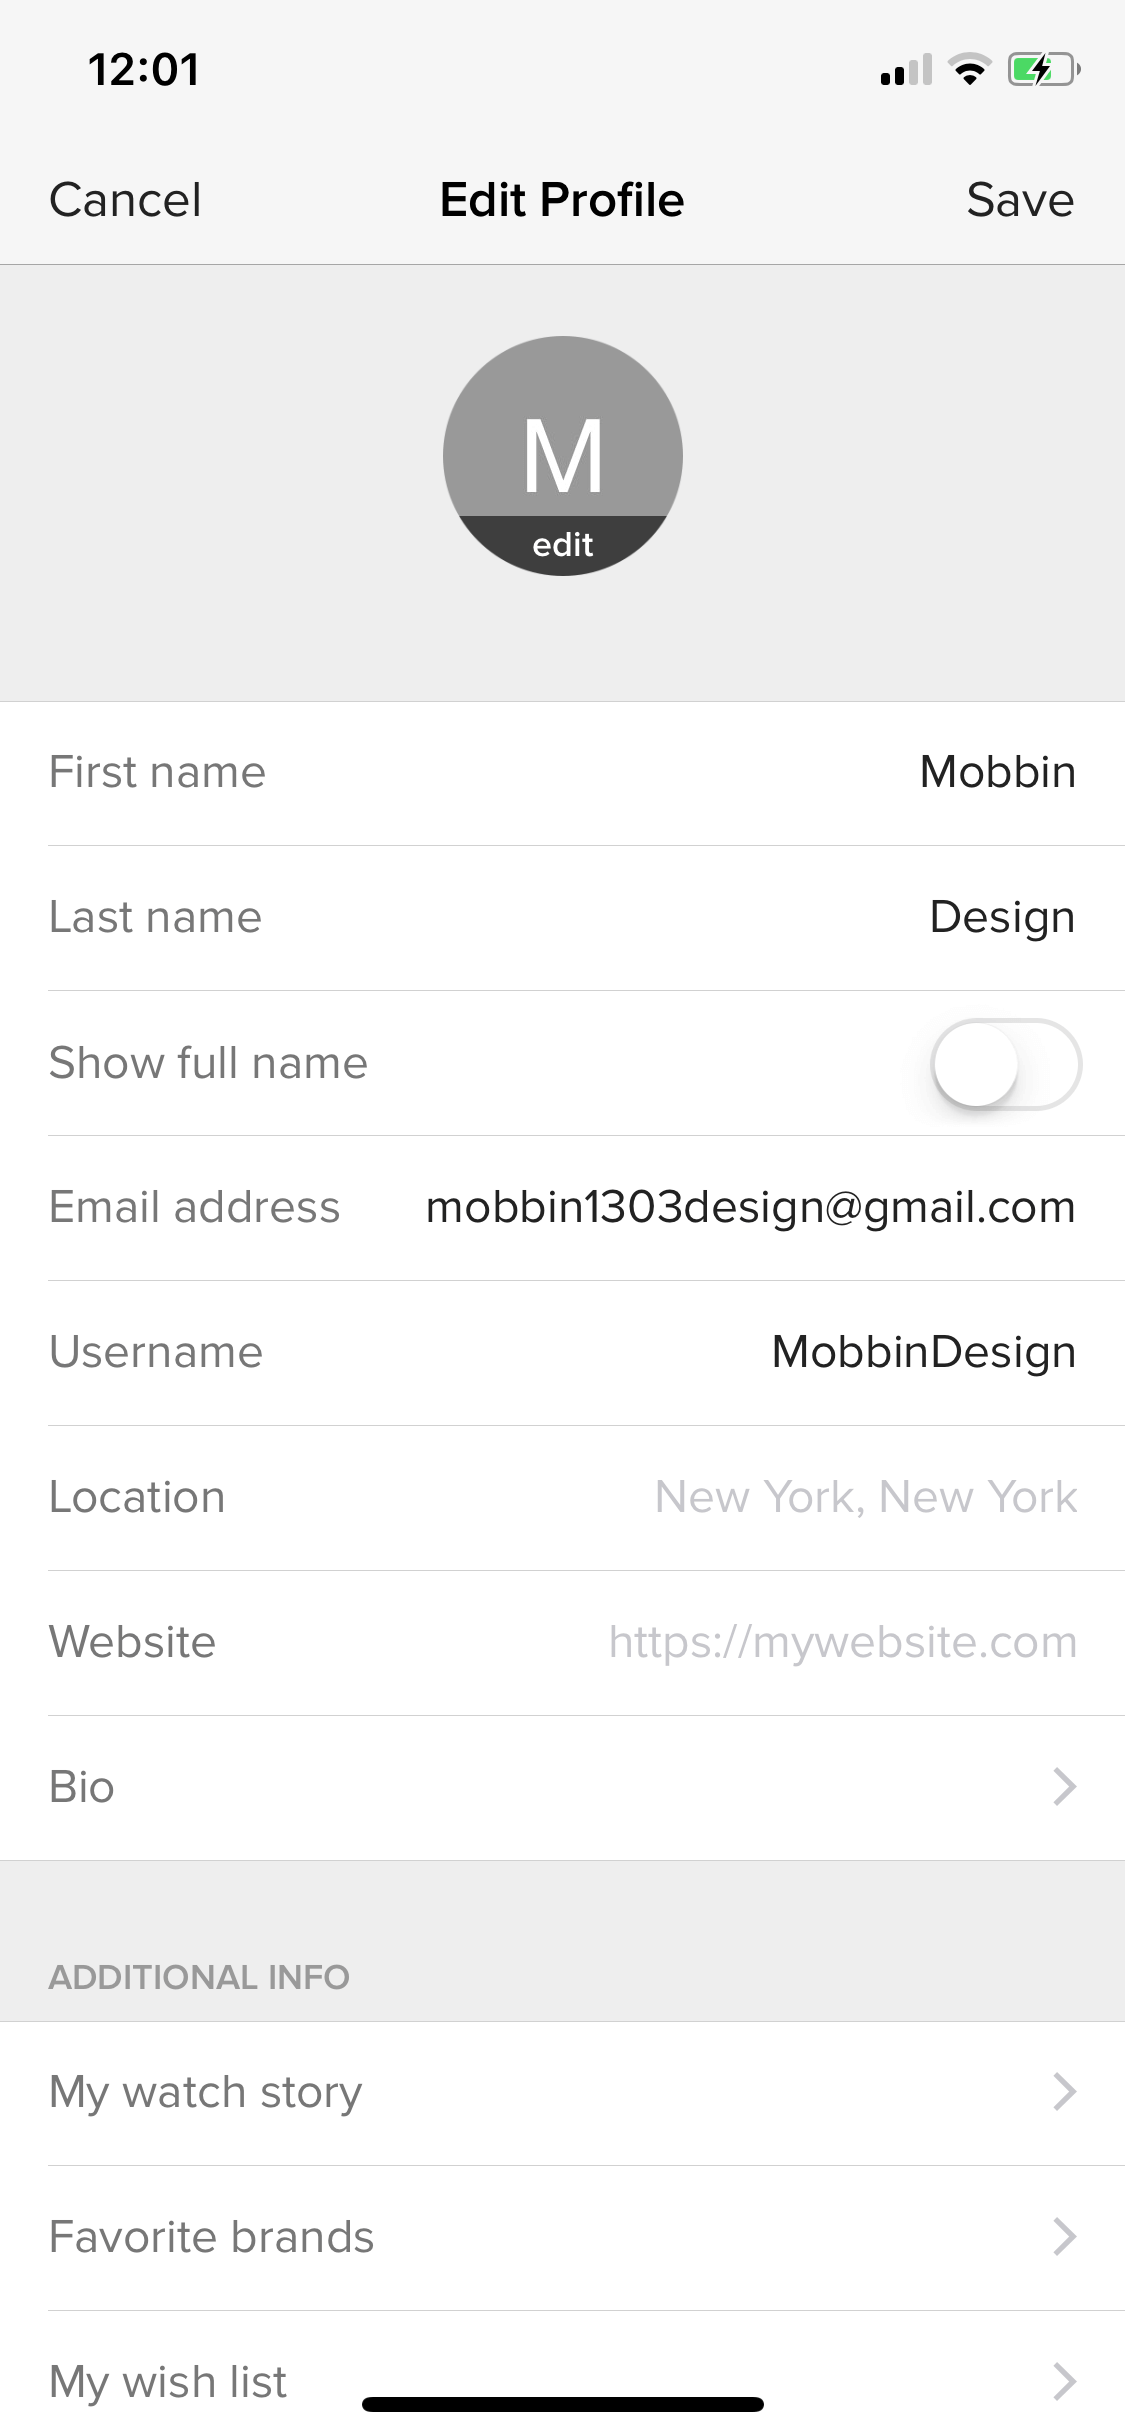 12:01
Cancel Edit Profile Save
M
edit
First name Mobbin
Last name Design
Show full name
Email address mobbin1303design@gmail.com
Username MobbinDesign
Location New York, New York
Website https://mywebsite.com
Bio
ADDITIONAL INFO
My watch story
Favorite brands
My wish list